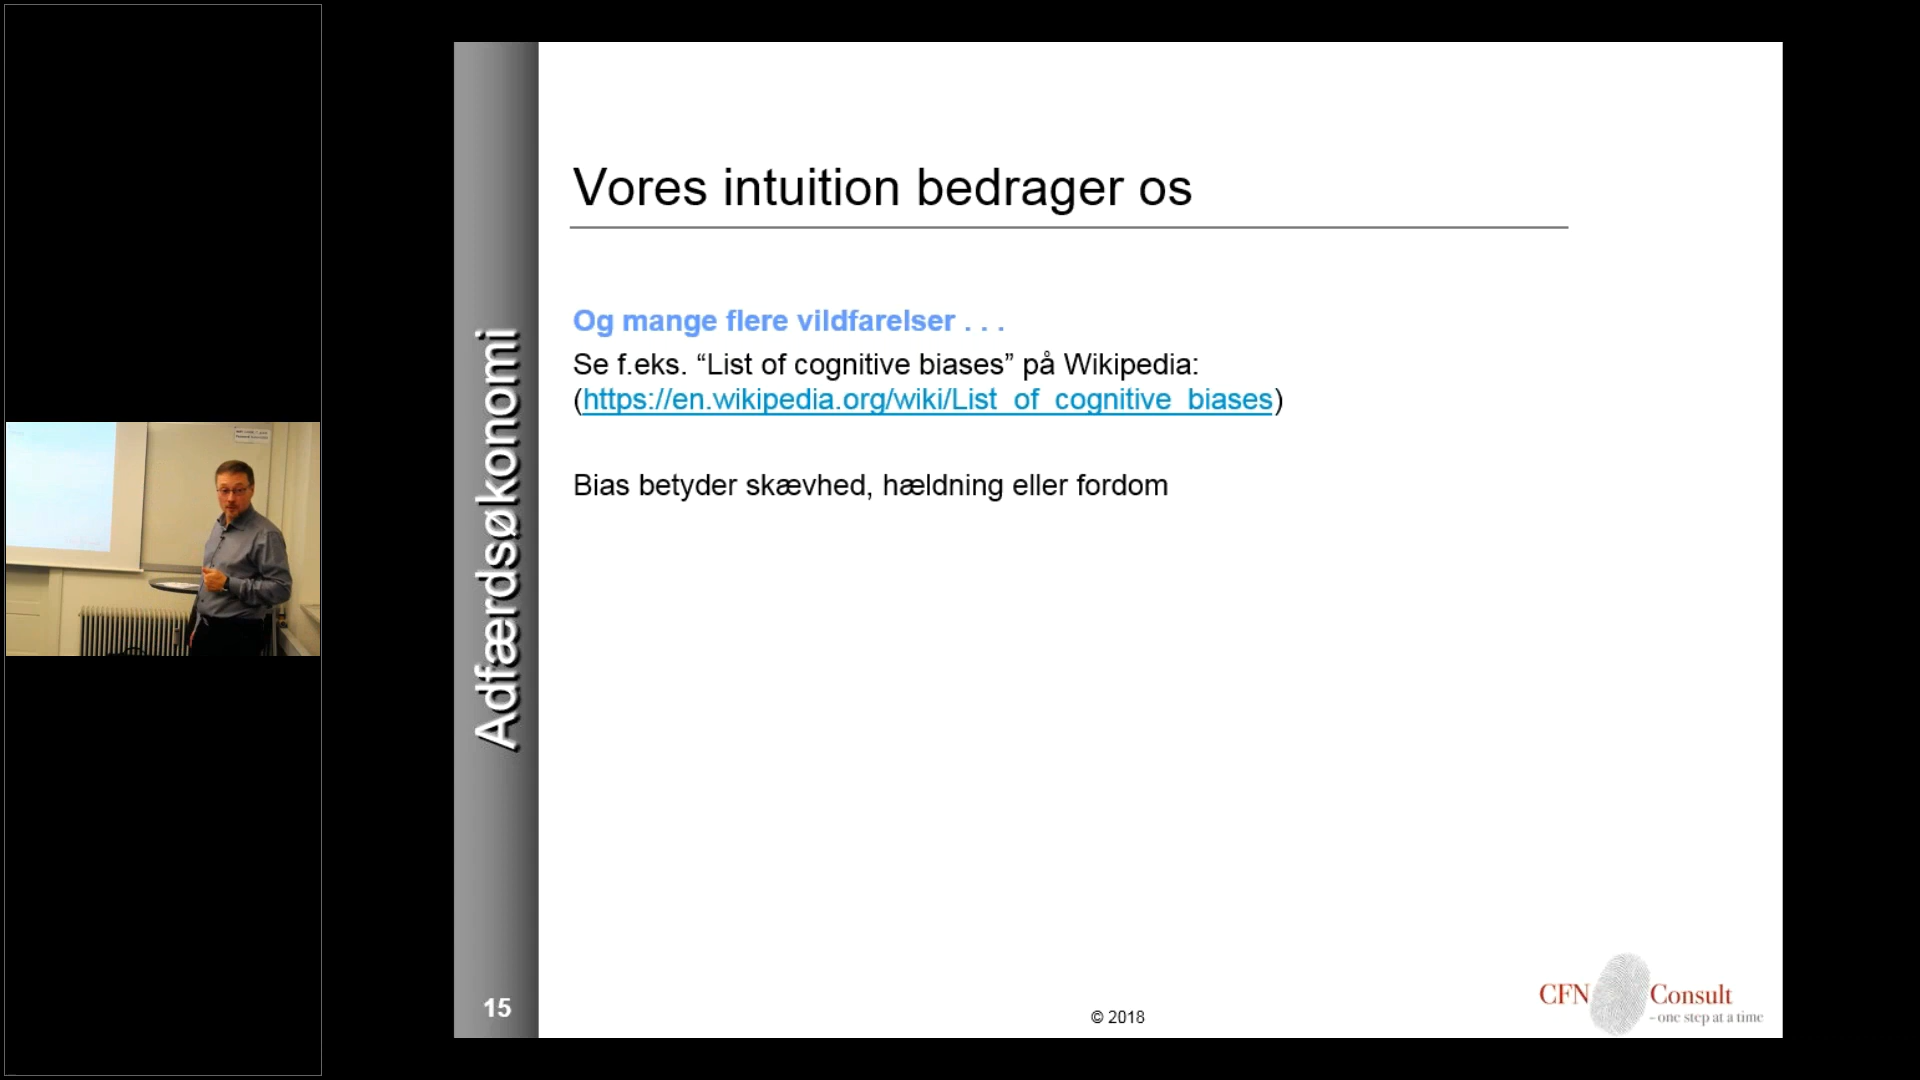 Vores intuition bedrager os
Og mange flere vildfarelser . . .
Se f.eks. “List of cognitive biases” på Wikipedia:
(https://en.wikipedia.org/wiki/List_of_cognitive_biases)
Bias betyder skævhed, hældning eller fordom
Adfærdsøkonomi
15
© 2018
CFN Consult
- one step at a time